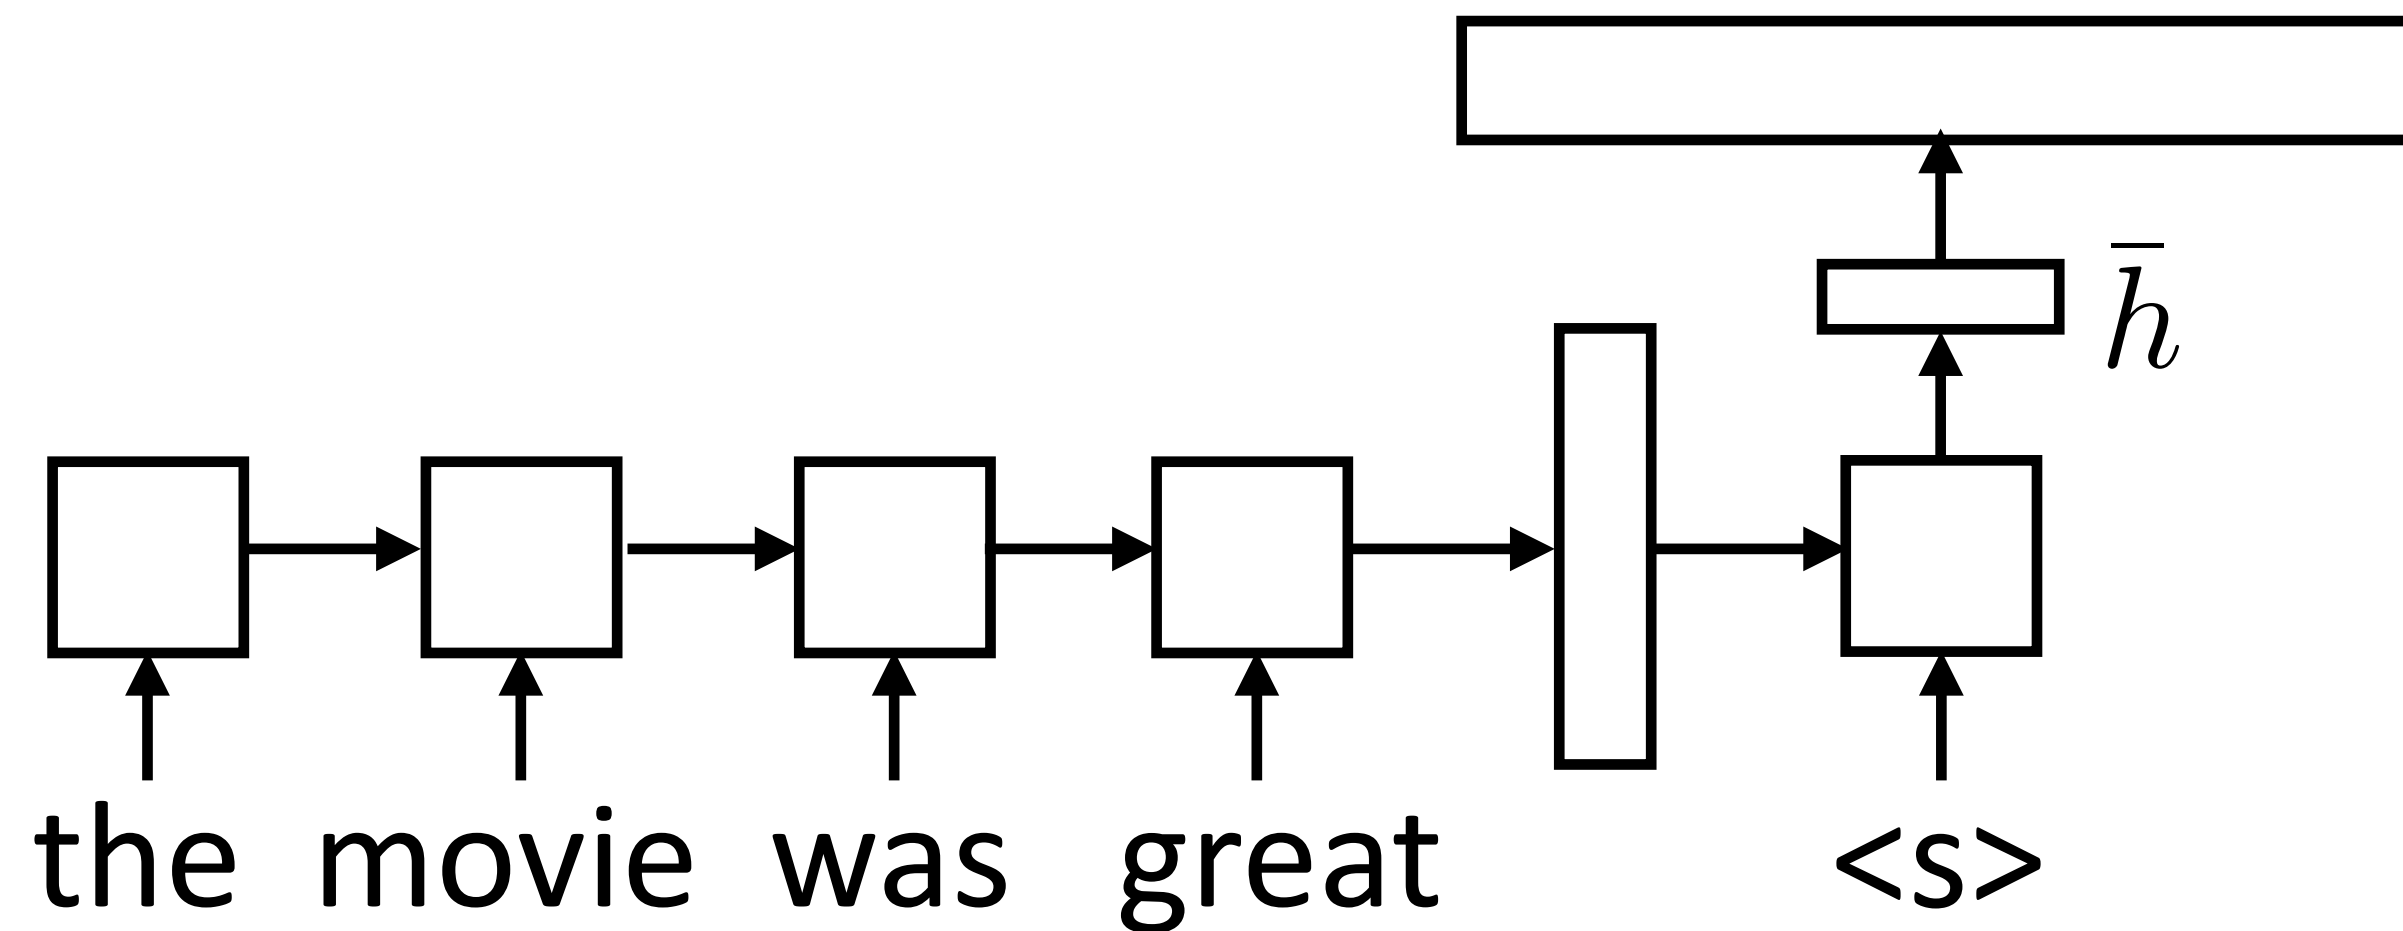 h̄
the movie was great <s>